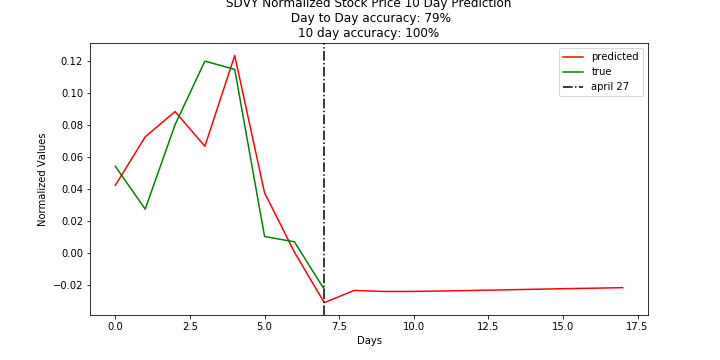 SDVY Normalized Stock Price 10 Day Prediction
Day to Day accuracy: 79%
10 day accuracy: 100%
predicted
true
april 27
Normalized Values
0.12
0.10
0.08
0.06
0.04
0.02
0.00
−0.02
0.0 2.5 5.0 7.5 10.0 12.5 15.0 17.5
Days